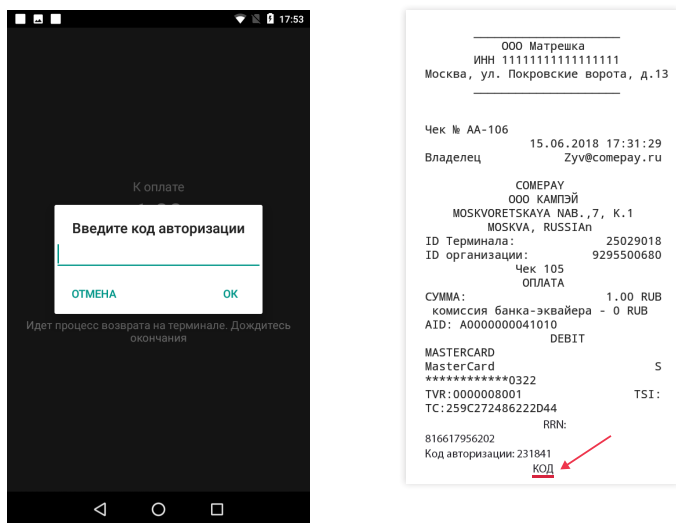 17:53
К оплате
Введите код авторизации
ОТМЕНА
ОК
Идет процесс возврата на терминале. Дождитесь
окончания
ООО Матрешка
ИНН 11111111111111111
Москва, ул. Покровские ворота, д.13
Чек № АА-106
15.06.2018 17:31:29
Владелец Zyv@comepay.ru
COMEPAY
ООО КАМПЭЙ
MOSKVORETSKAYA NAB.,7, K.1
MOSKVA, RUSSIAn
ID Терминала: 25029018
ID организации: 9295500680
Чек 105
ОПЛАТА
СУММА: 1.00 RUB
комиссия банка-эквайера - 0 RUB
AID: A0000000041010
DEBIT
MASTERCARD
MasterCard S
************0322
TVR:0000008001 TSI:
TC:259C272486222D44
RRN:
816617956202
Код авторизации: 231841
КОД